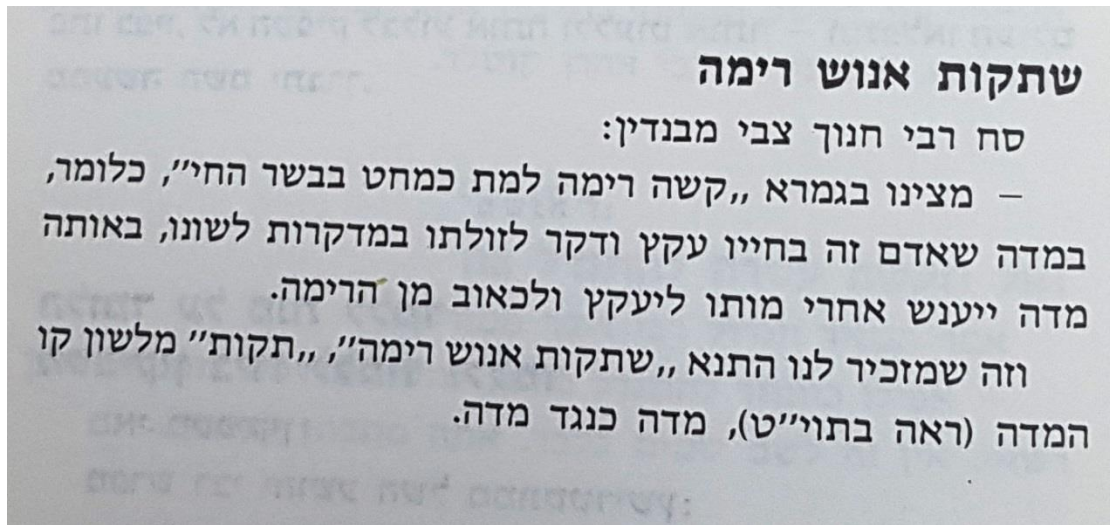 שתקות אנוש רימה
סח רבי חנוך צבי מבנדין:
– מצינו בגמרא ,,קשה רימה למת כמחט בבשר החי״, כלומר,
במדה שאדם זה בחייו עקץ ודקר לזולתו במדקרות לשונו, באותה
מדה ייענש אחרי מותו ליעקץ ולכאוב מן הרימה.
וזה שמזכיר לנו התנא ,,שתקות אנוש רימה״, ,,תקות״ מלשון קו
המדה (ראה בתוי״ט), מדה כנגד מדה.